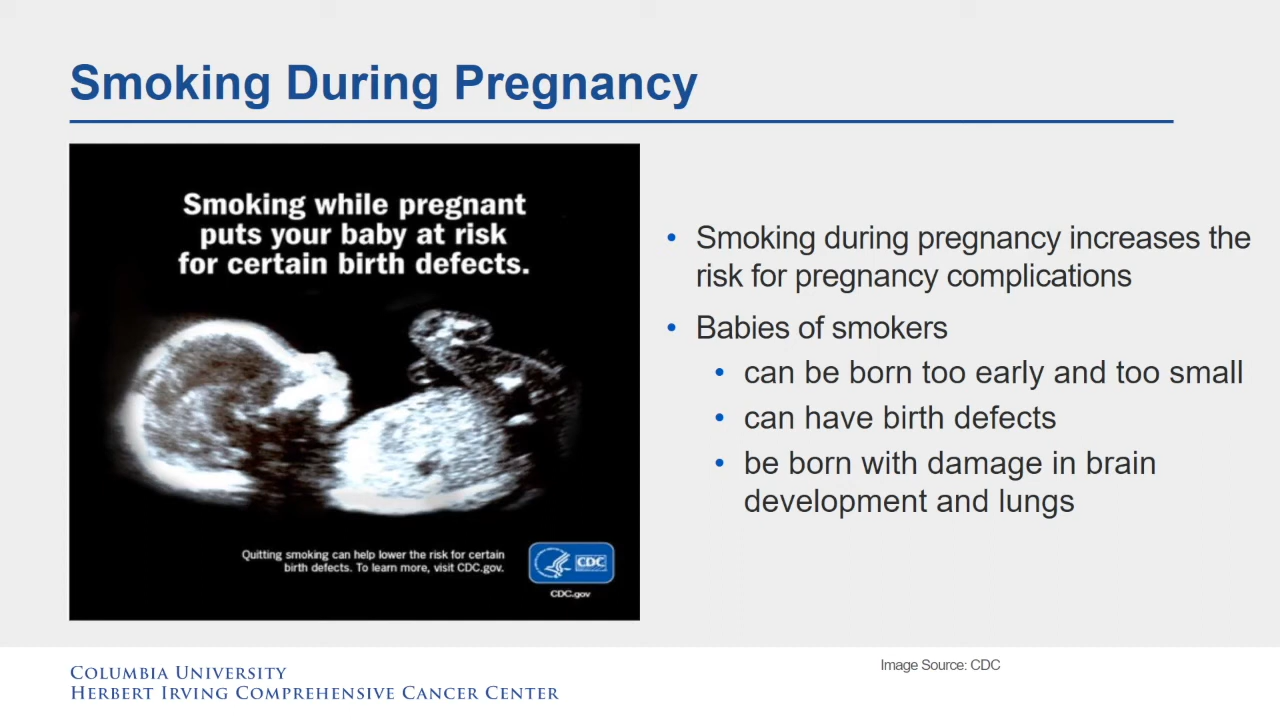 Smoking During Pregnancy
Smoking while pregnant
puts your baby at risk
for certain birth defects.
Quitting smoking can help lower the risk for certain
birth defects. To learn more, visit CDC.gov.
CDC
CDC.gov
• Smoking during pregnancy increases the
risk for pregnancy complications
• Babies of smokers
• can be born too early and too small
• can have birth defects
• be born with damage in brain
development and lungs
Columbia University
Herbert Irving Comprehensive Cancer Center
Image Source: CDC